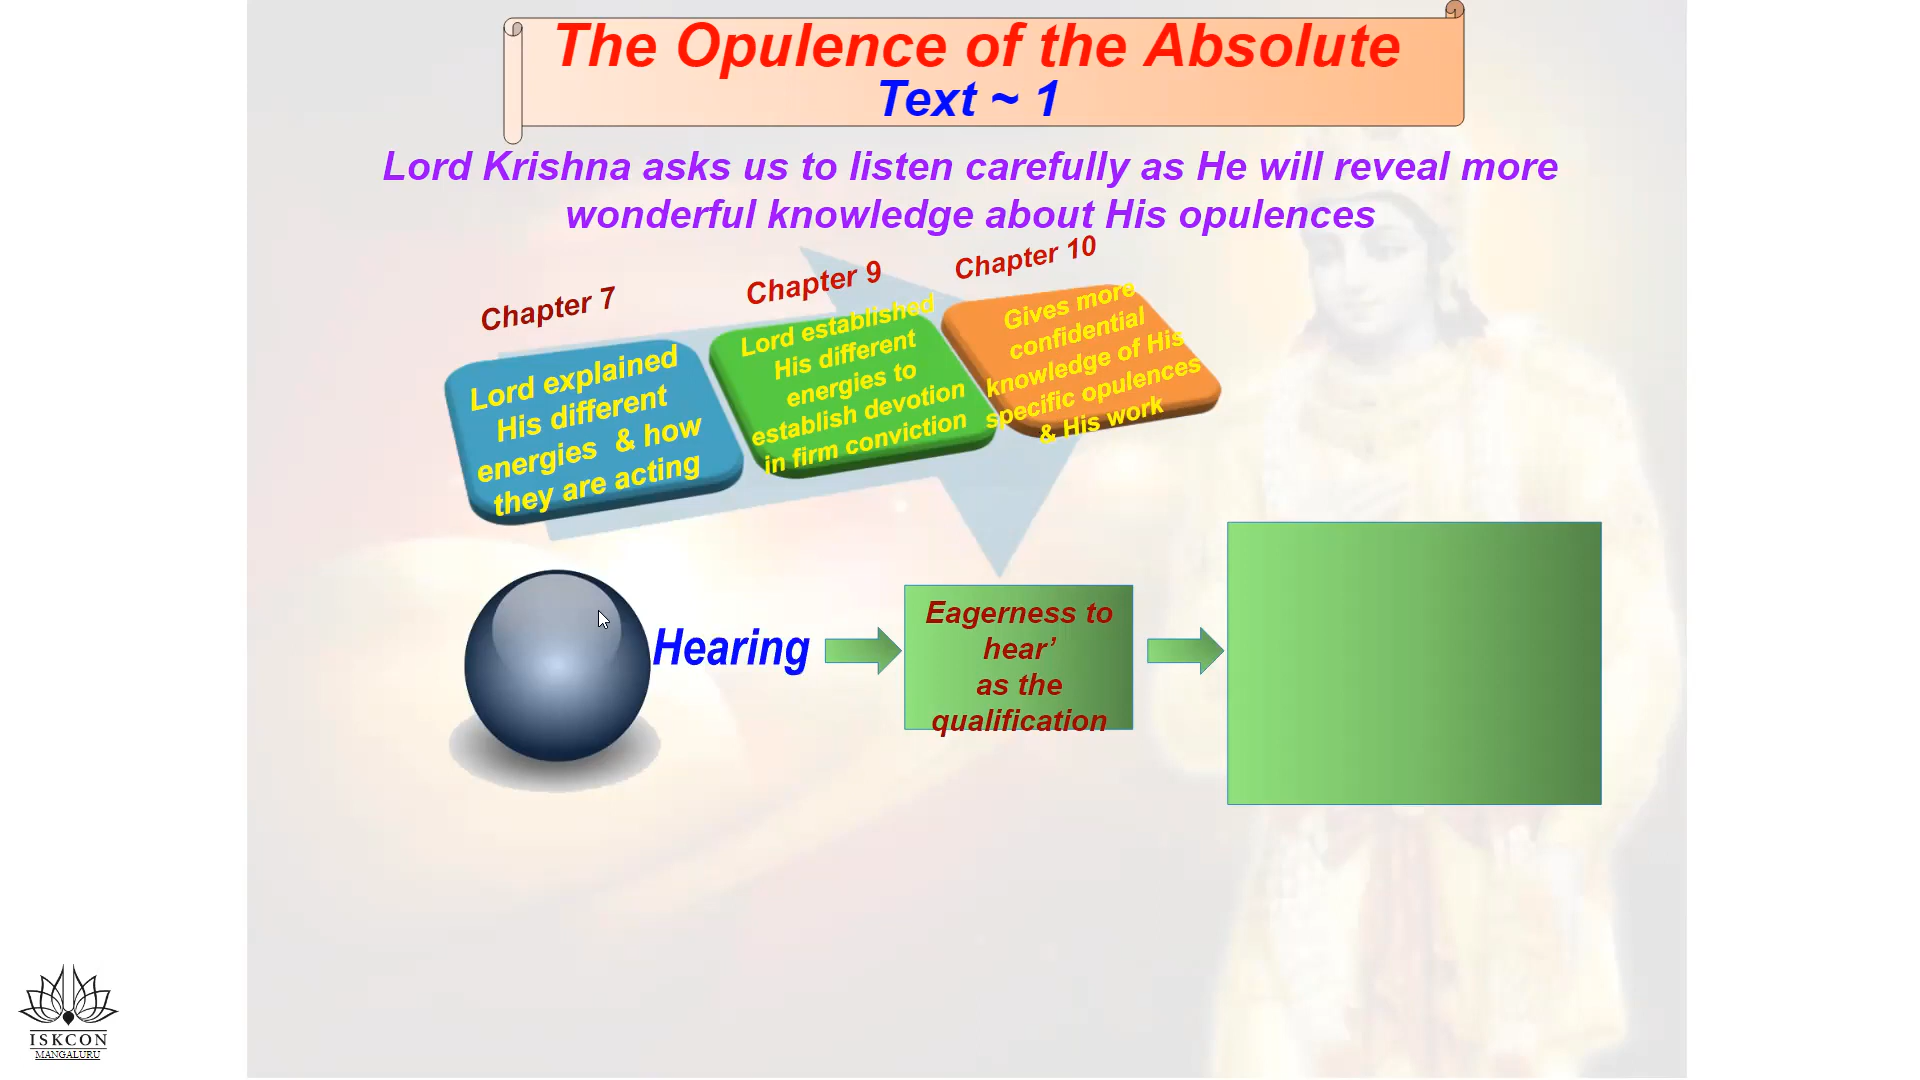 The Opulence of the Absolute
Text ~ 1
Lord Krishna asks us to listen carefully as He will reveal more
wonderful knowledge about His opulences
Chapter 7
Lord explained
His different
energies & how
they are acting
Chapter 9
Lord established
His different
energies to
establish devotion
in firm conviction
Chapter 10
Gives more
confidential
knowledge of His
specific opulences
& His work
Hearing
Eagerness to
hear’
as the
qualification
ISKCON
MANGALURU